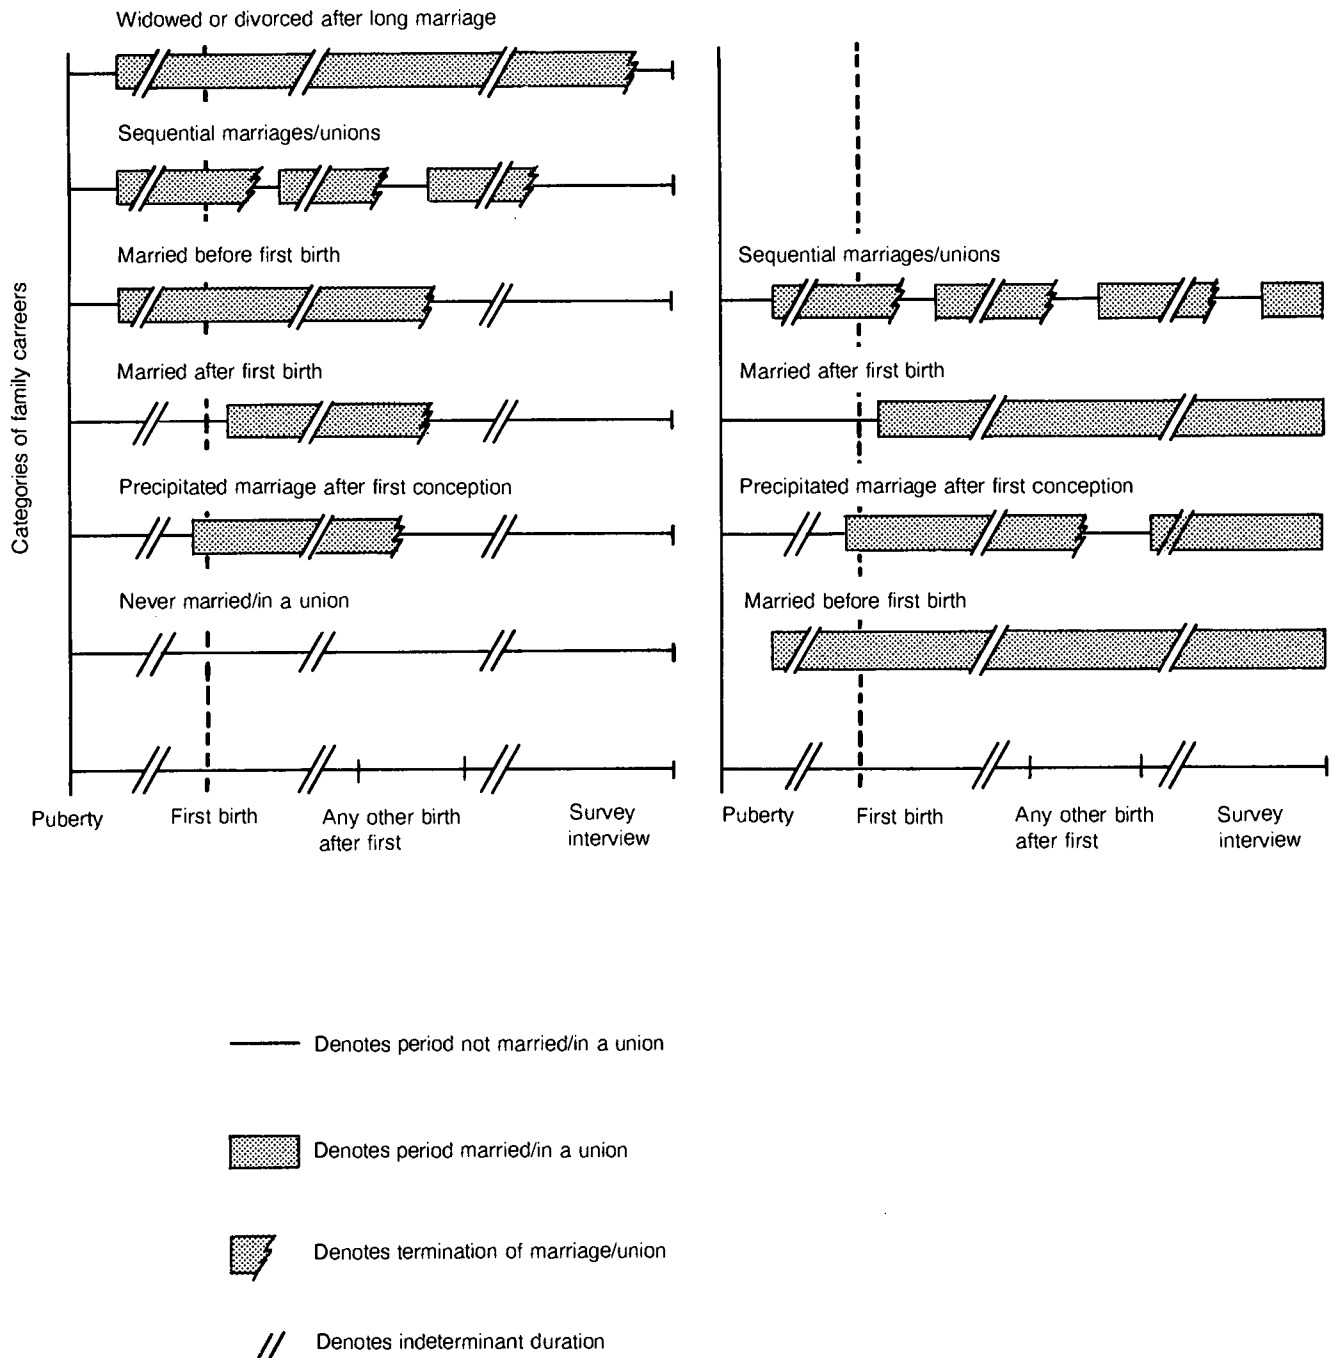 Widowed or divorced after long marriage
Sequential marriages/unions
Married before first birth
Married after first birth
Precipitated marriage after first conception
Never married/in a union
Categories of family carreers
Puberty
First birth
Any other birth
after first
Survey
interview
Sequential marriages/unions
Married after first birth
Precipitated marriage after first conception
Married before first birth
Puberty
First birth
Any other birth
after first
Survey
interview
Denotes period not married/in a union
Denotes period married/in a union
Denotes termination of marriage/union
Denotes indeterminant duration